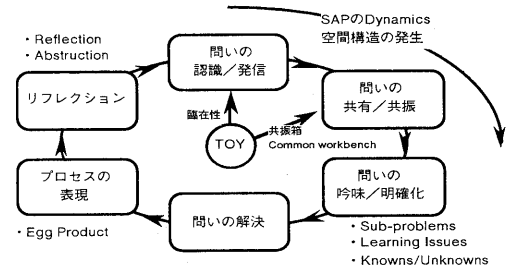 SAPのDynamics
空間構造の発生
・Reflection
・Abstruction
問いの
認識／発信
リフレクション
問いの
共有／共振
臨在性
共振箱
Common workbench
TOY
プロセスの
表現
問いの
吟味／明確化
問いの解決
・Egg Product
・Sub-problems
・Learning Issues
・Knowns/Unknowns